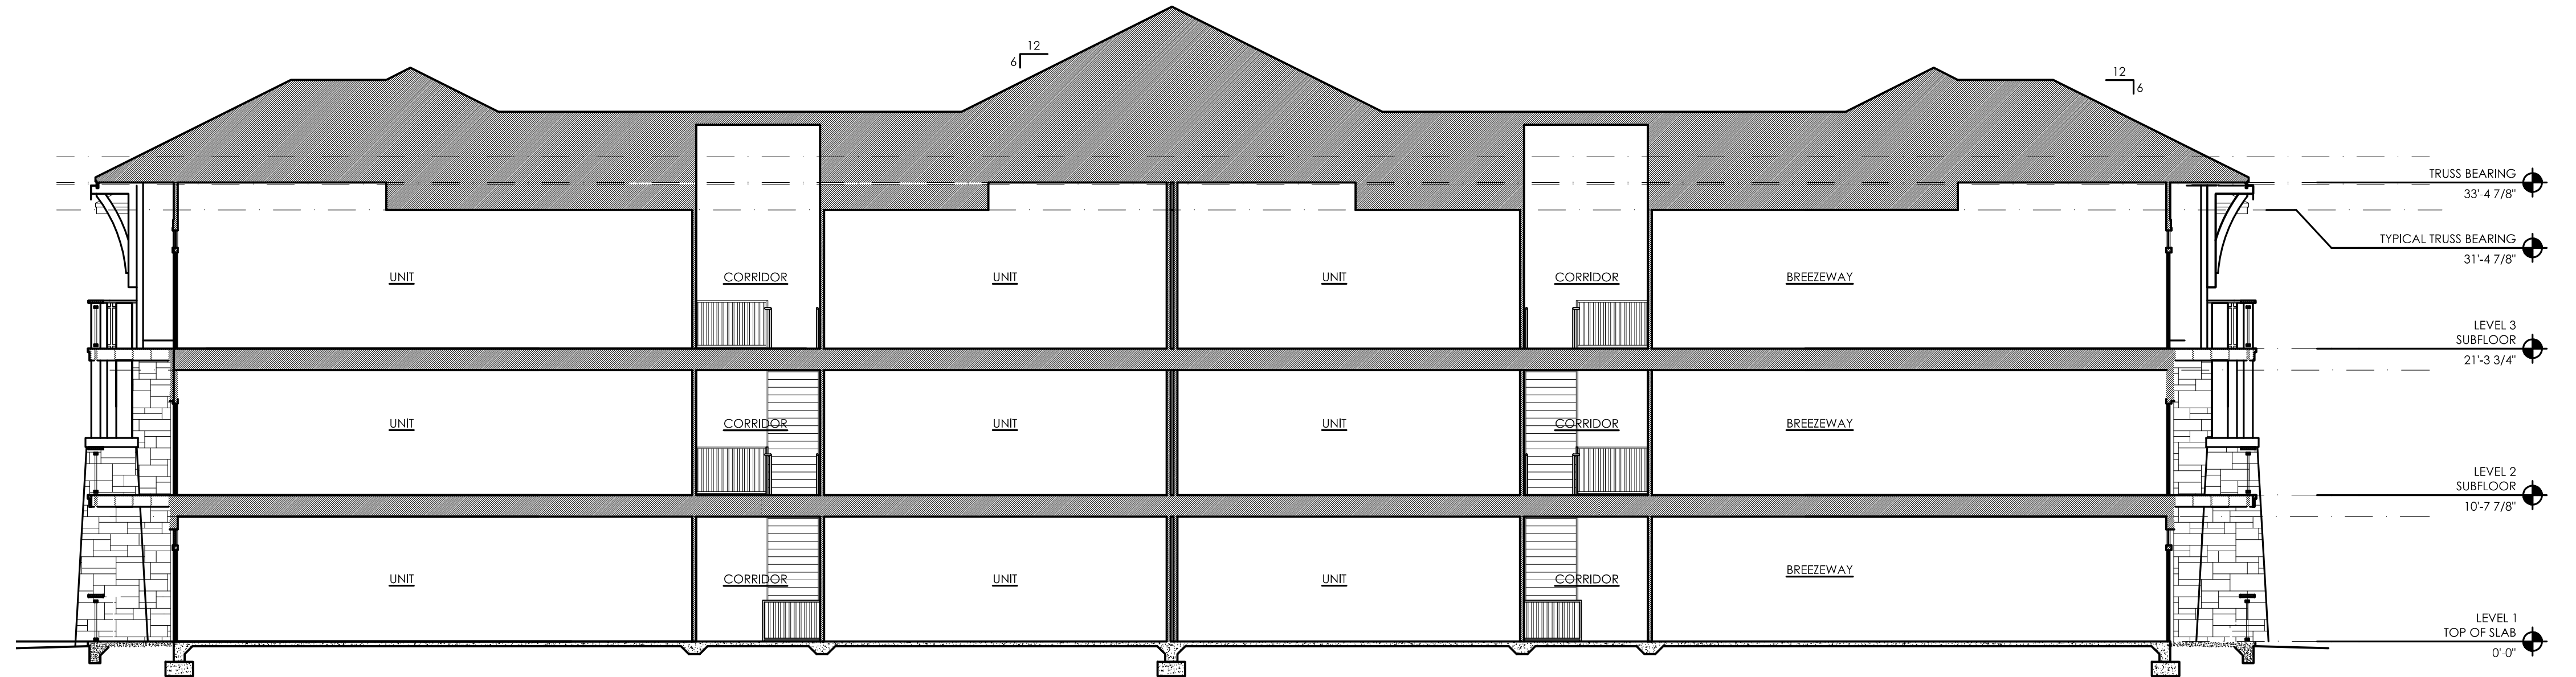 12
6
12
6
TRUSS BEARING
33'-4 7/8"
TYPICAL TRUSS BEARING
31'-4 7/8"
UNIT
CORRIDOR
UNIT
UNIT
CORRIDOR
BREEZEWAY
LEVEL 3
SUBFLOOR
21'-3 3/4"
UNIT
CORRIDOR
UNIT
UNIT
CORRIDOR
BREEZEWAY
LEVEL 2
SUBFLOOR
10'-7 7/8"
UNIT
CORRIDOR
UNIT
UNIT
CORRIDOR
BREEZEWAY
LEVEL 1
TOP OF SLAB
0'-0"